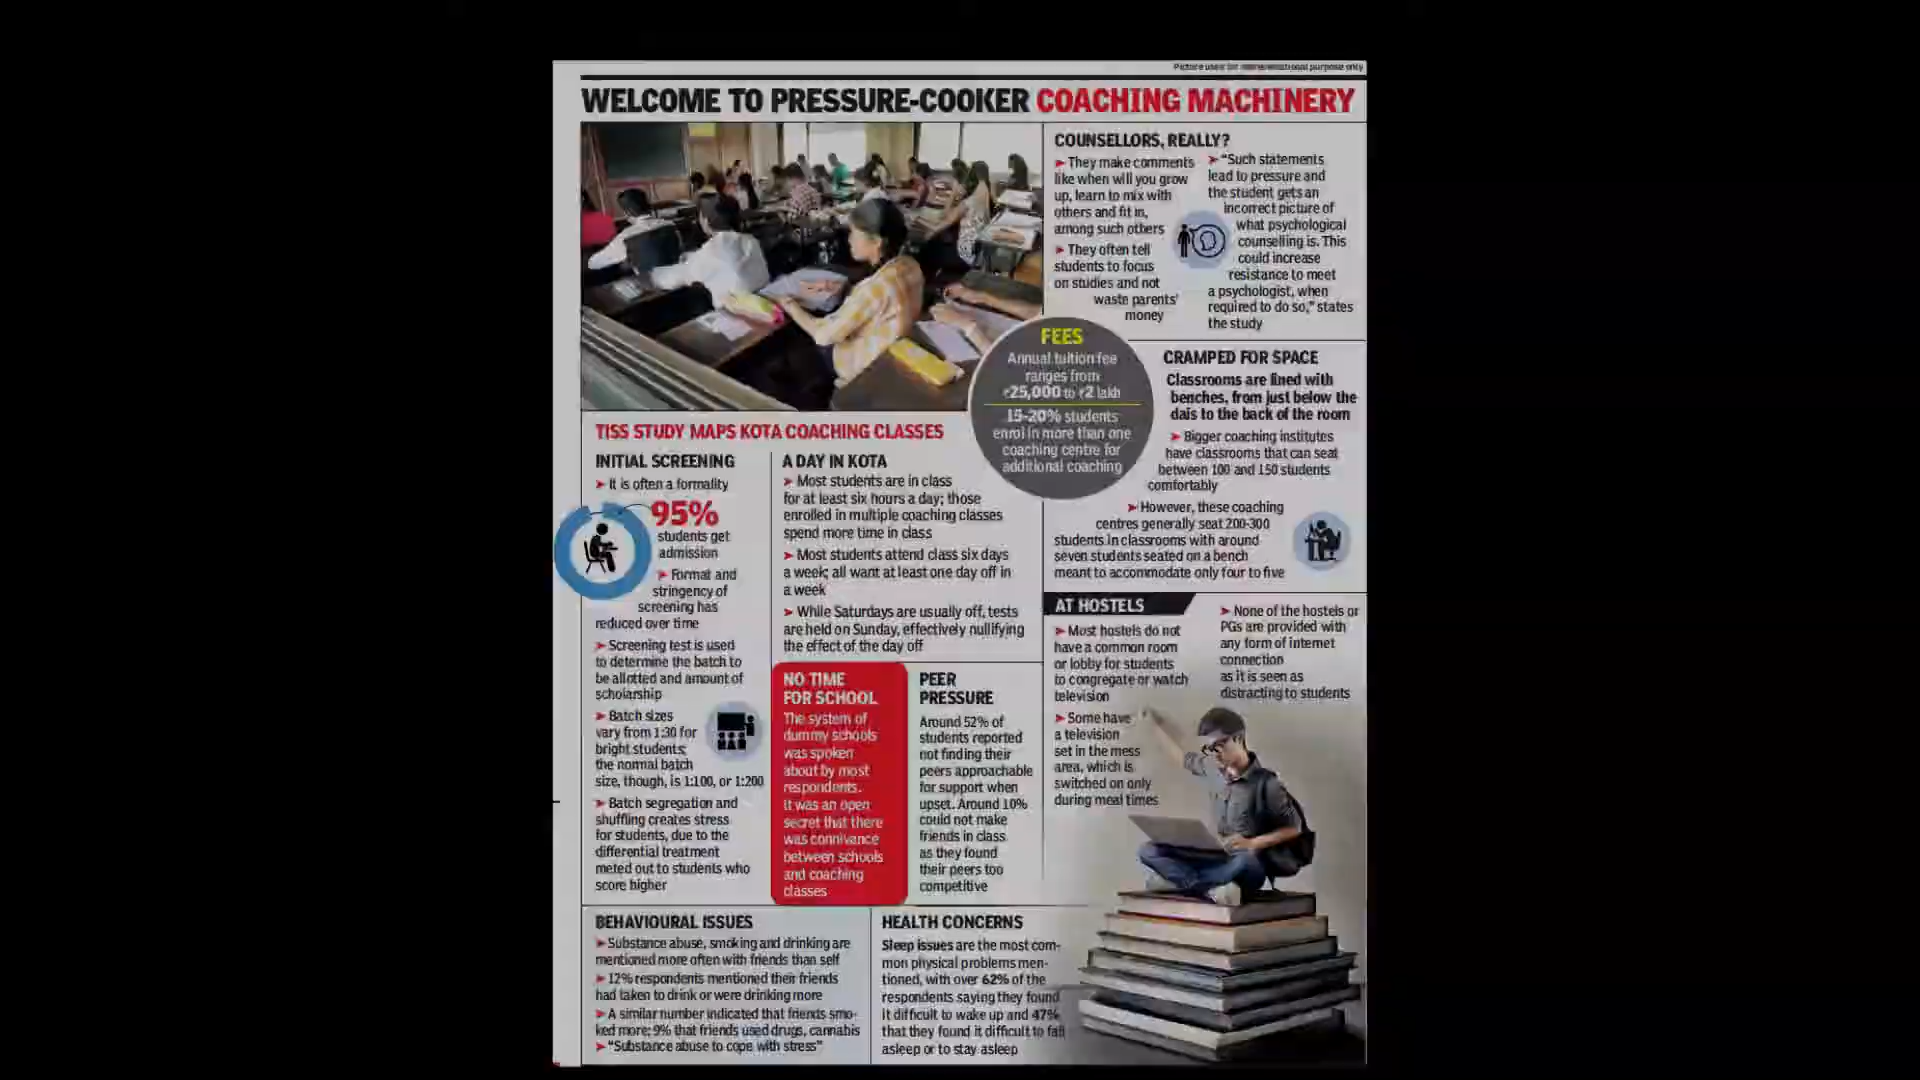 Picture used for representational purpose only
WELCOME TO PRESSURE-COOKER COACHING MACHINERY
COUNSELLORS, REALLY?
➤ They make comments
like when will you grow
up, learn to mix with
others and fit in,
among such others
➤ They often tell
students to focus
on studies and not
waste parents'
money
➤ "Such statements
lead to pressure and
the student gets an
incorrect picture of
what psychological
counselling is. This
could increase
resistance to meet
a psychologist, when
required to do so," states
the study
FEES
Annual tuition fee
ranges from
₹25,000 to ₹2 lakh
15-20% students
enrol in more than one
coaching centre for
additional coaching
CRAMPED FOR SPACE
Classrooms are lined with
benches, from just below the
dais to the back of the room
➤ Bigger coaching institutes
have classrooms that can seat
between 100 and 150 students
comfortably
➤ However, these coaching
centres generally seat 200-300
students in classrooms with around
seven students seated on a bench
meant to accommodate only four to five
TISS STUDY MAPS KOTA COACHING CLASSES
INITIAL SCREENING
➤ It is often a formality
95%
students get
admission
➤ Format and
stringency of
screening has
reduced over time
➤ Screening test is used
to determine the batch to
be allotted and amount of
scholarship
➤ Batch sizes
vary from 1:30 for
bright students;
the normal batch
size, though, is 1:100, or 1:200
➤ Batch segregation and
shuffling creates stress
for students, due to the
differential treatment
meted out to students who
score higher
A DAY IN KOTA
➤ Most students are in class
for at least six hours a day; those
enrolled in multiple coaching classes
spend more time in class
➤ Most students attend class six days
a week; all want at least one day off in
a week
➤ While Saturdays are usually off, tests
are held on Sunday, effectively nullifying
the effect of the day off
NO TIME
FOR SCHOOL
The system of
dummy schools
was spoken
about by most
respondents.
It was an open
secret that there
was connivance
between schools
and coaching
classes
PEER
PRESSURE
Around 52% of
students reported
not finding their
peers approachable
for support when
upset. Around 10%
could not make
friends in class
as they found
their peers too
competitive
AT HOSTELS
➤ Most hostels do not
have a common room
or lobby for students
to congregate or watch
television
➤ Some have
a television
set in the mess
area, which is
switched on only
during meal times
➤ None of the hostels or
PGs are provided with
any form of internet
connection
as it is seen as
distracting to students
BEHAVIOURAL ISSUES
➤ Substance abuse, smoking and drinking are
mentioned more often with friends than self
➤ 12% respondents mentioned their friends
had taken to drink or were drinking more
➤ A similar number indicated that friends smo-
ked more; 9% that friends used drugs, cannabis
➤ "Substance abuse to cope with stress"
HEALTH CONCERNS
Sleep issues are the most com-
mon physical problems men-
tioned, with over 62% of the
respondents saying they found
it difficult to wake up and 47%
that they found it difficult to fall
asleep or to stay asleep